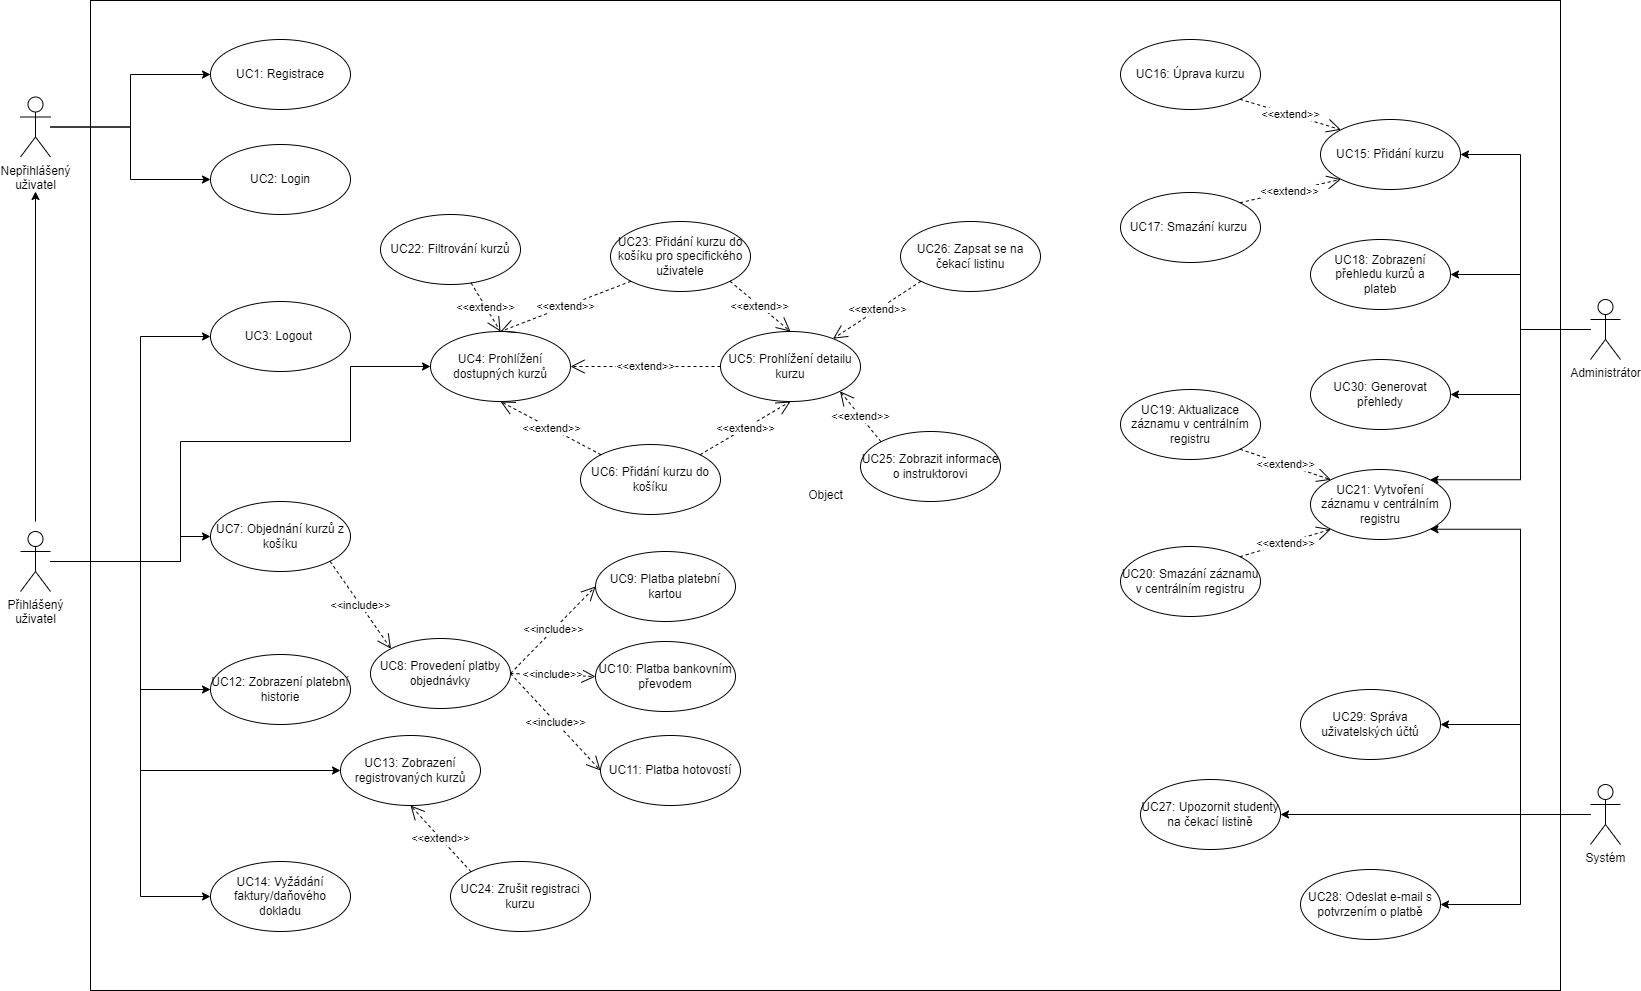 UC1: Registrace
UC16: Úprava kurzu
<<extend>>
UC15: Přidání kurzu
Nepřihlášený
uživatel
UC2: Login
<<extend>>
UC17: Smazání kurzu
UC22: Filtrování kurzů
UC23: Přidání kurzu do
košíku pro specifického
uživatele
UC26: Zapsat se na
čekací listinu
UC18: Zobrazení
přehledu kurzů a
plateb
<<extend>>
<<extend>>
<<extend>>
<<extend>>
UC3: Logout
UC4: Prohlížení
dostupných kurzů
<<extend>>
UC5: Prohlížení detailu
kurzu
Administrátor
UC30: Generovat
přehledy
UC19: Aktualizace
záznamu v centrálním
registru
<<extend>>
<<extend>>
<<extend>>
UC6: Přidání kurzu do
košíku
UC25: Zobrazit informace
o instruktorovi
<<extend>>
Object
UC21: Vytvoření
záznamu v centrálním
registru
UC7: Objednání kurzů z
košíku
<<extend>>
UC20: Smazání záznamu
v centrálním registru
Přihlášený
uživatel
<<include>>
UC9: Platba platební
kartou
<<include>>
UC8: Provedení platby
objednávky
<<include>>
UC10: Platba bankovním
převodem
UC12: Zobrazení platební
historie
<<include>>
UC29: Správa
uživatelských účtů
UC13: Zobrazení
registrovaných kurzů
UC11: Platba hotovostí
UC27: Upozornit studenty
na čekací listině
<<extend>>
Systém
UC14: Vyžádání
faktury/daňového
dokladu
UC24: Zrušit registraci
kurzu
UC28: Odeslat e-mail s
potvrzením o platbě